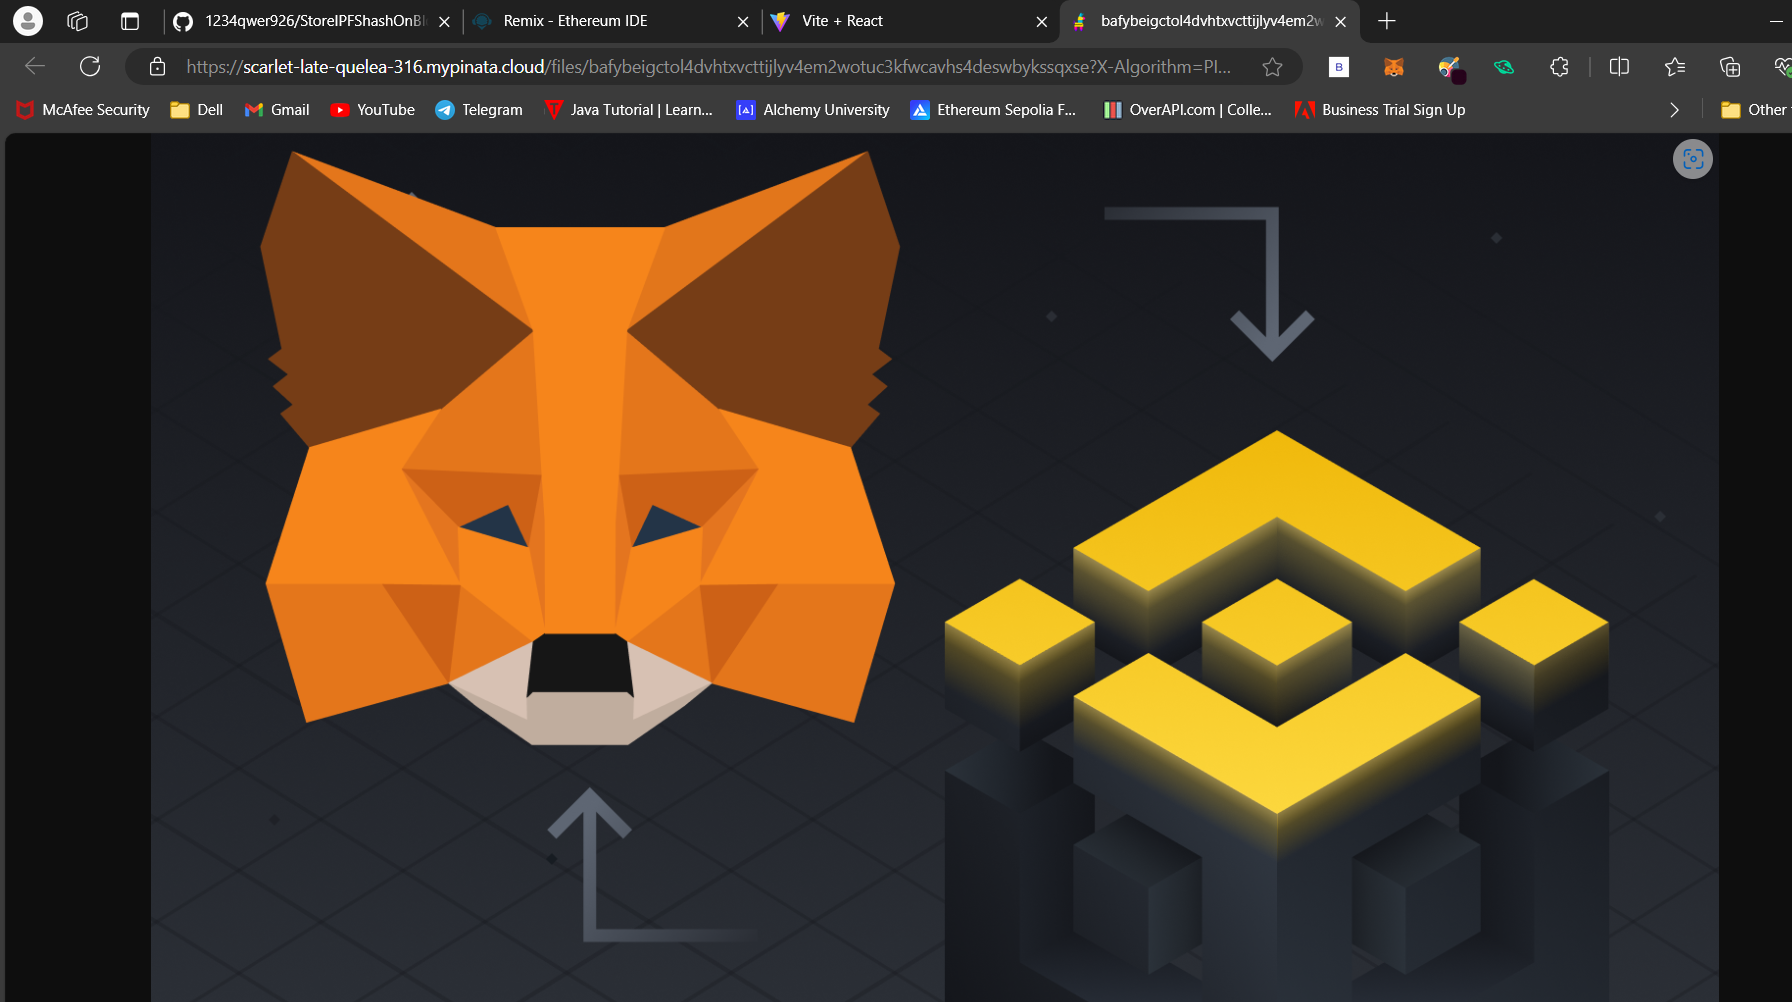 1234qwer926/StoreIPFShashOnBl
Remix - Ethereum IDE
Vite + React
bafybeigctol4dvhtxvcttijlyv4em2w
https://scarlet-late-quelea-316.mypinata.cloud/files/bafybeigctol4dvhtxvcttijlyv4em2wotuc3kfwcavhs4deswbykssqxse?X-Algorithm=PI...
B
McAfee Security
Dell
Gmail
YouTube
Telegram
Java Tutorial | Learn...
[A]
Alchemy University
Ethereum Sepolia F...
OverAPI.com | Colle...
Business Trial Sign Up
Other